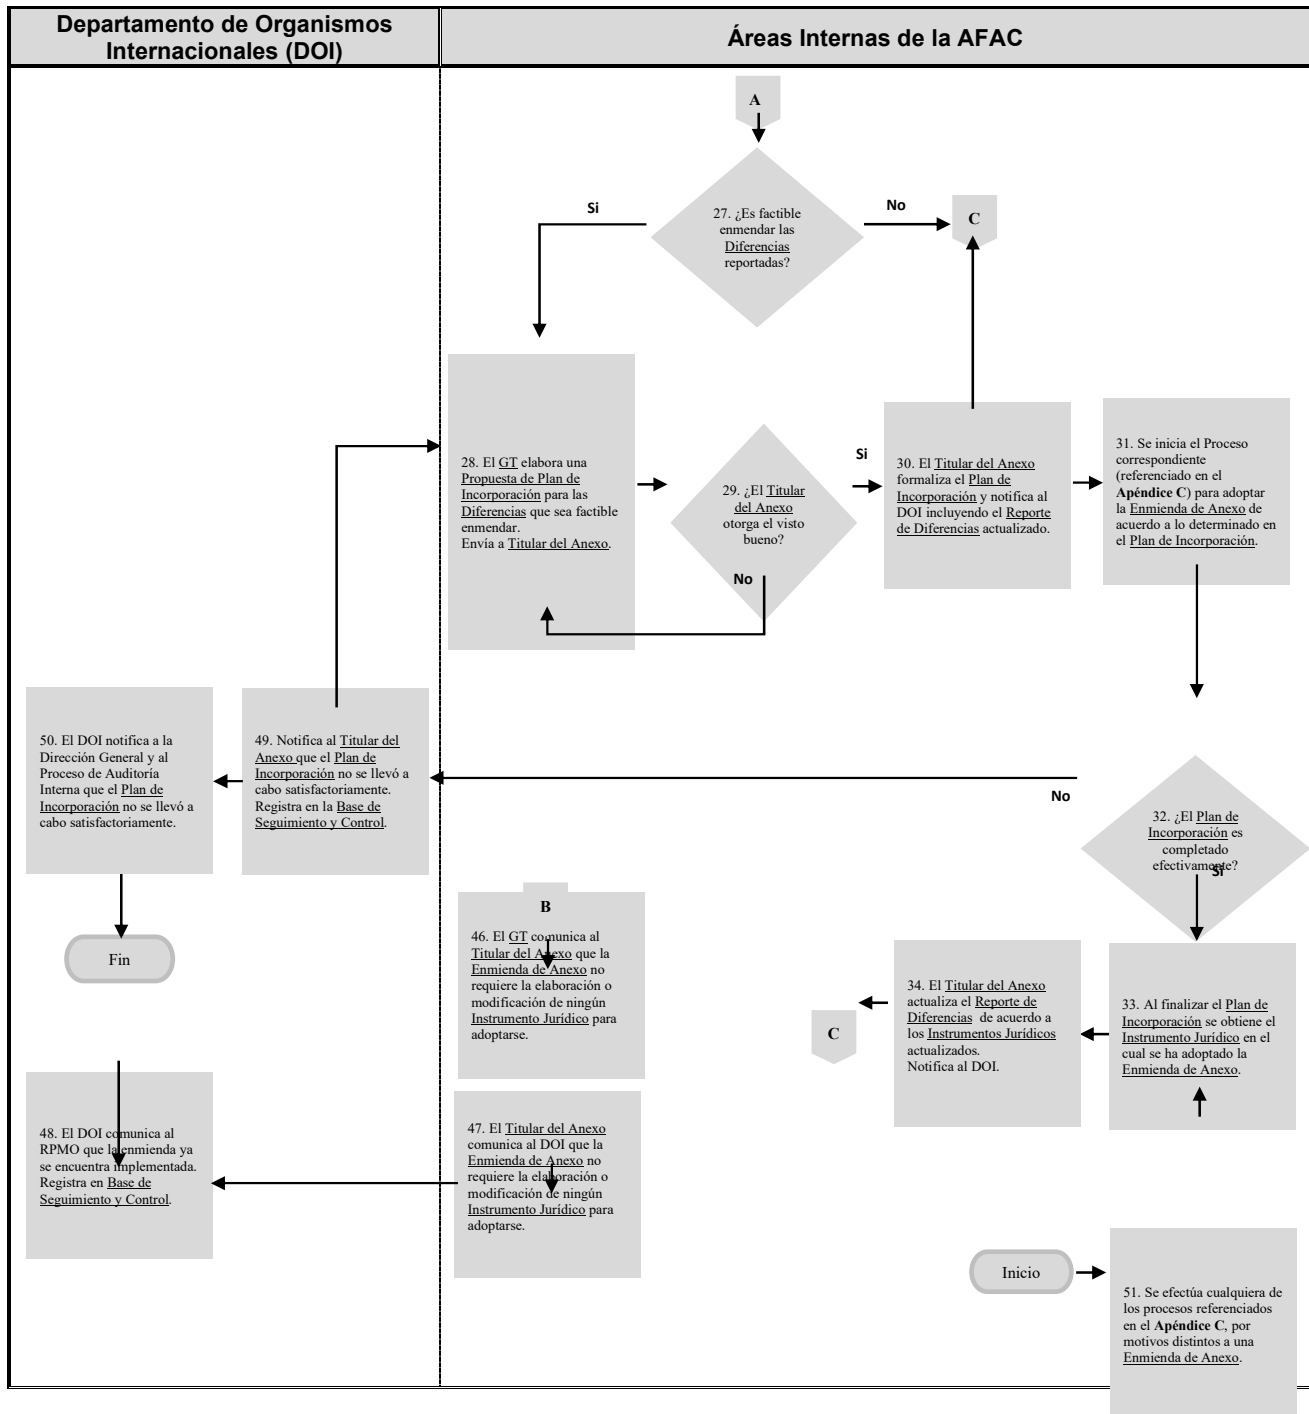 Departamento de Organismos
Internacionales (DOI)
Áreas Internas de la AFAC
A
27. ¿Es factible
enmendar las
Diferencias
reportadas?
Si
No
C
28. El GT elabora una
Propuesta de Plan de
Incorporación para las
Diferencias que sea factible
enmendar.
Envía a Titular del Anexo.
29. ¿El Titular
del Anexo
otorga el visto
bueno?
Si
No
30. El Titular del Anexo
formaliza el Plan de
Incorporación y notifica al
DOI incluyendo el Reporte
de Diferencias actualizado.
31. Se inicia el Proceso
correspondiente
(referenciado en el
Apéndice C) para adoptar
la Enmienda de Anexo de
acuerdo a lo determinado en
el Plan de Incorporación.
50. El DOI notifica a la
Dirección General y al
Proceso de Auditoría
Interna que el Plan de
Incorporación no se llevó a
cabo satisfactoriamente.
49. Notifica al Titular del
Anexo que el Plan de
Incorporación no se llevó a
cabo satisfactoriamente.
Registra en la Base de
Seguimiento y Control.
No
32. ¿El Plan de
Incorporación es
completado
efectivamente?
Si
Fin
B
46. El GT comunica al
Titular del Anexo que la
Enmienda de Anexo no
requiere la elaboración o
modificación de ningún
Instrumento Jurídico para
adoptarse.
C
34. El Titular del Anexo
actualiza el Reporte de
Diferencias de acuerdo a
los Instrumentos Jurídicos
actualizados.
Notifica al DOI.
33. Al finalizar el Plan de
Incorporación se obtiene el
Instrumento Jurídico en el
cual se ha adoptado la
Enmienda de Anexo.
48. El DOI comunica al
RPMO que la enmienda ya
se encuentra implementada.
Registra en Base de
Seguimiento y Control.
47. El Titular del Anexo
comunica al DOI que la
Enmienda de Anexo no
requiere la elaboración o
modificación de ningún
Instrumento Jurídico para
adoptarse.
Inicio
51. Se efectúa cualquiera de
los procesos referenciados
en el Apéndice C, por
motivos distintos a una
Enmienda de Anexo.